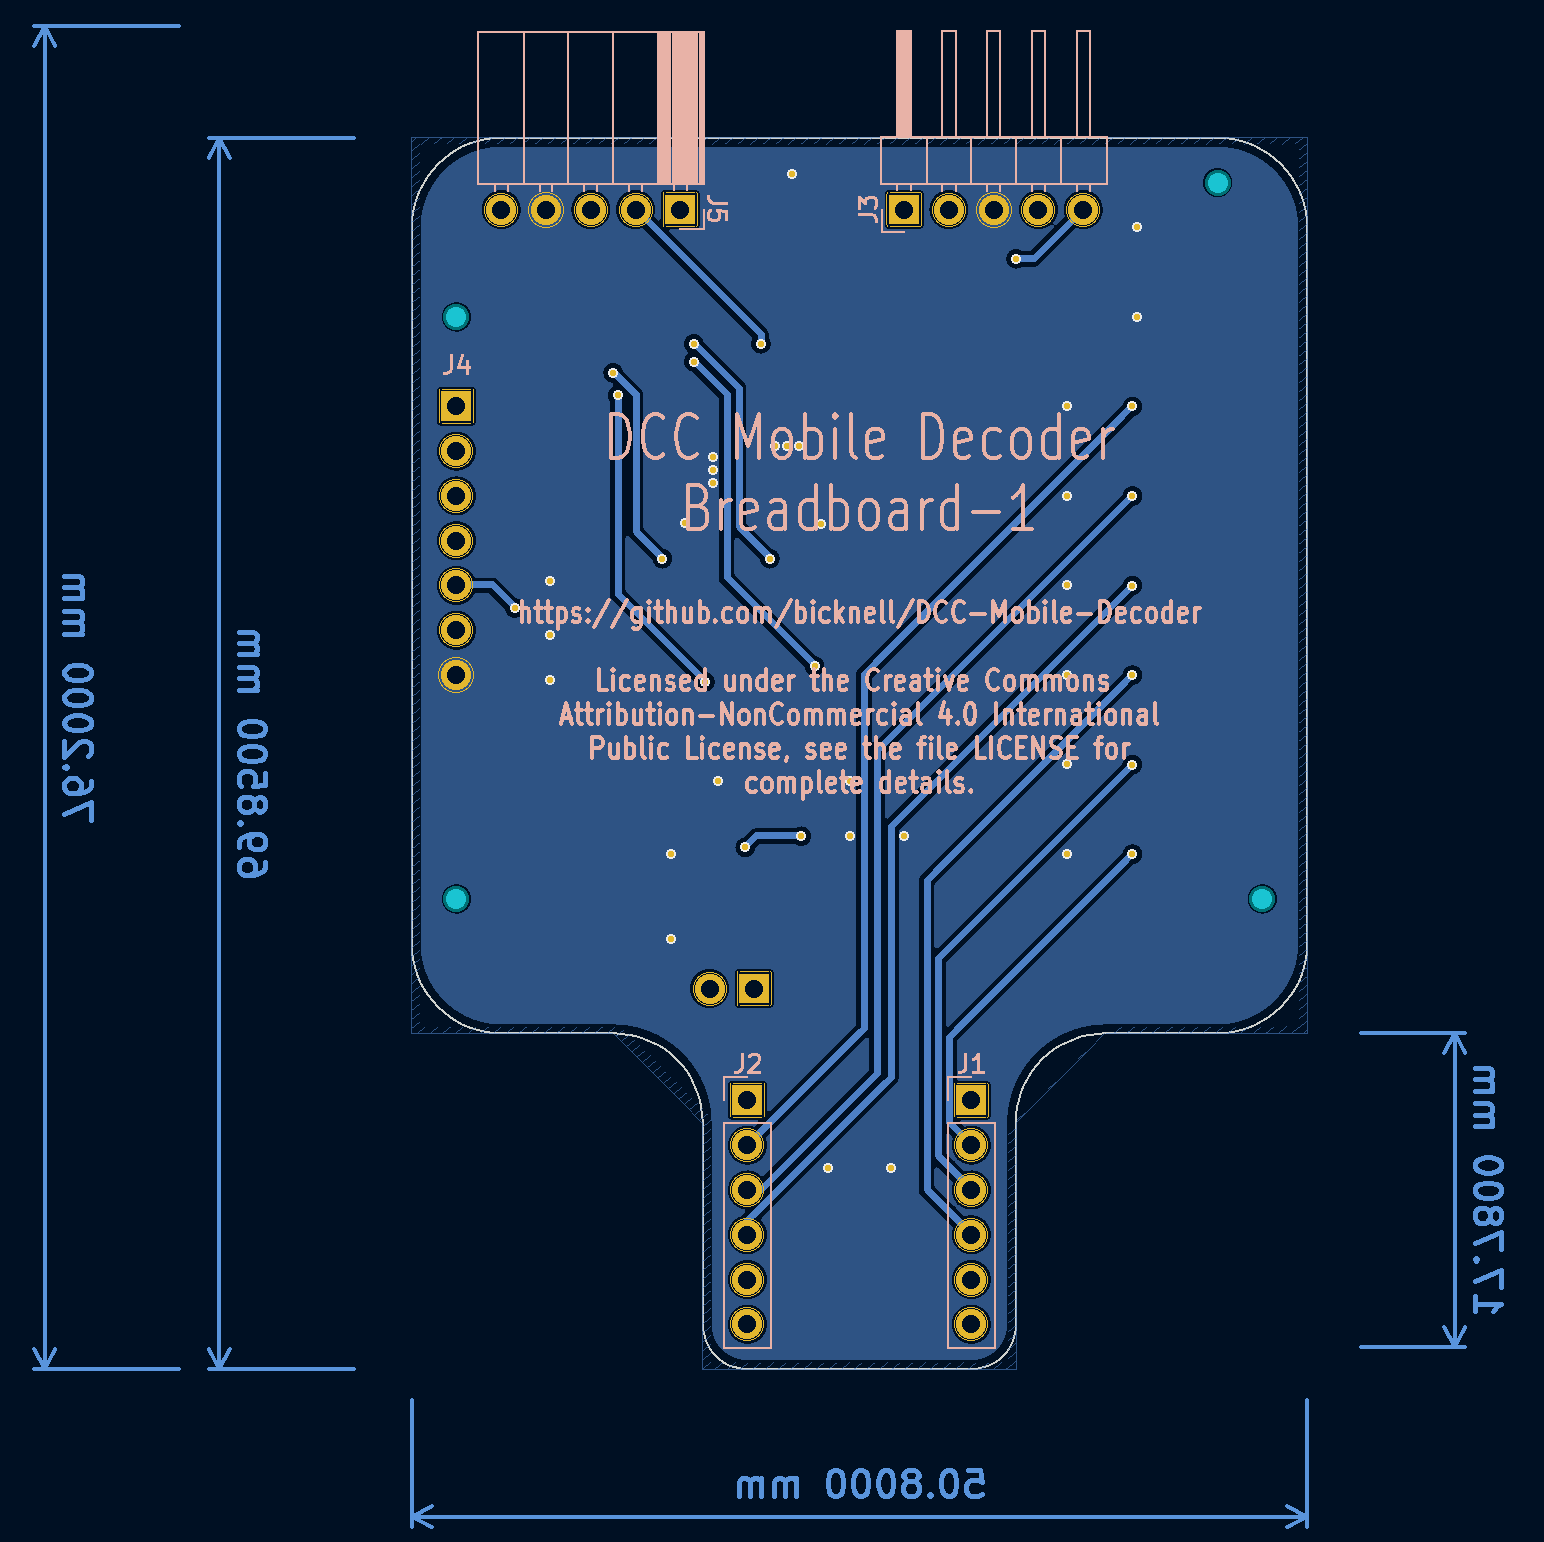 J5
J3
J4
DCC Mobile Decoder
Breadboard-1
https://github.com/bicknell/DCC-Mobile-Decoder
Licensed under the Creative Commons
Attribution-NonCommercial 4.0 International
Public License, see the file LICENSE for
complete details.
76.2002 mm
69.8500 mm
J2
J1
17.7800 mm
50.8000 mm